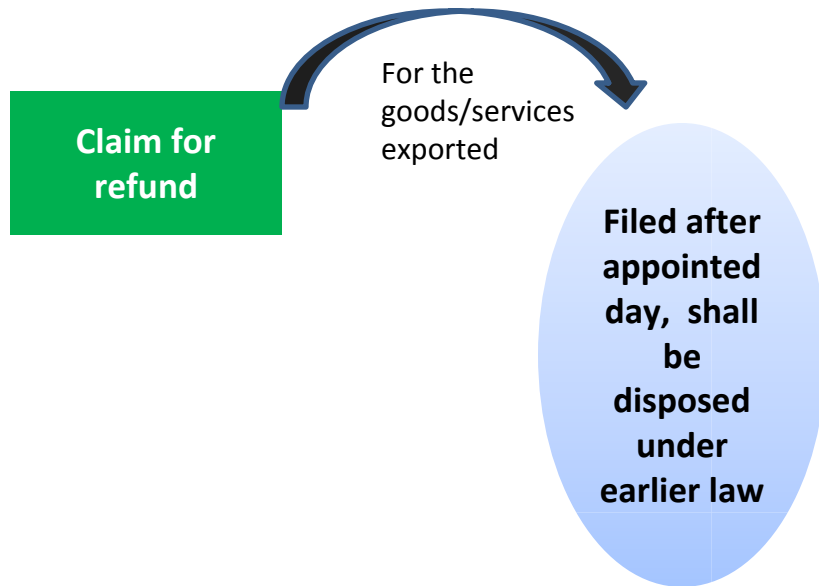 Claim for
refund
For the
goods/services
exported
Filed after
appointed
day,  shall
be
disposed
under
earlier law